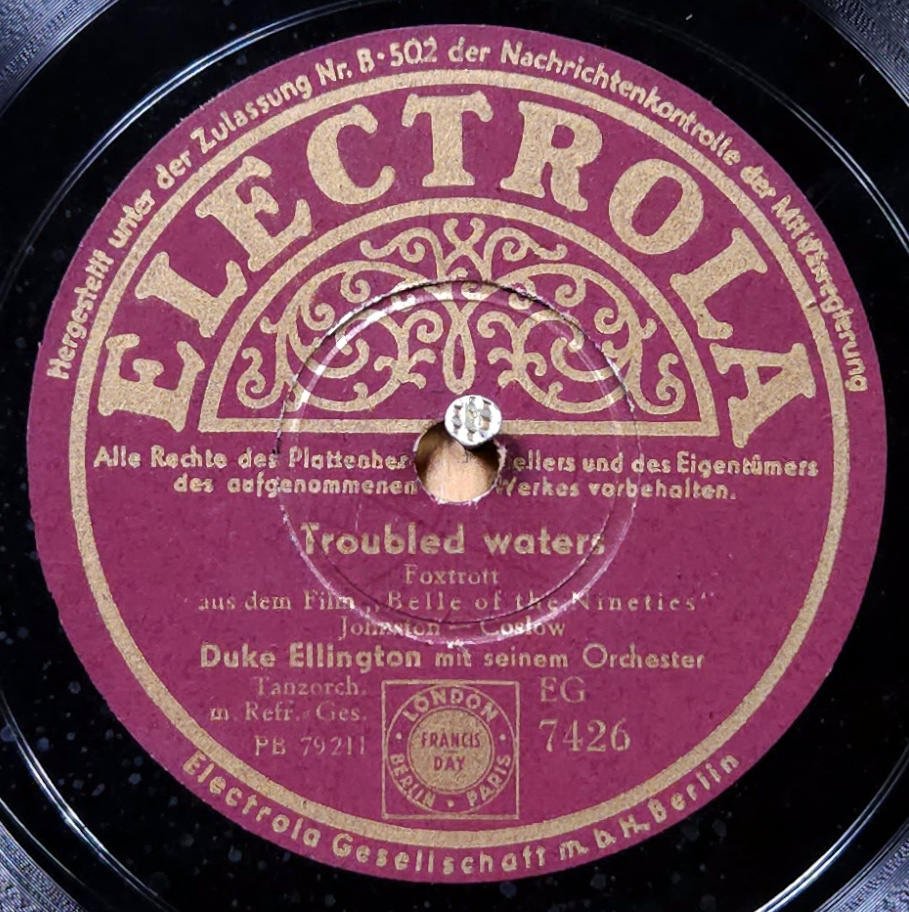 Hergestellt unter der Zulassung Nr. B·502 der Nachrichtenkontrolle der Militärregierung
ELECTROLA
Alle Rechte des ellers und des Eigentümers
des aufgenommenen Werkes vorbehalten.
Troubled waters
Foxtrott
aus dem Film „Belle of the Nineties“
Johnston - Coslow
Duke Ellington mit seinem Orchester
Tanzorch.
m. Refr.-Ges.
PB 79211
LONDON
FRANCIS
DAY
BERLIN · PARIS
EG
7426
Electrola Gesellschaft m.b.H. Berlin